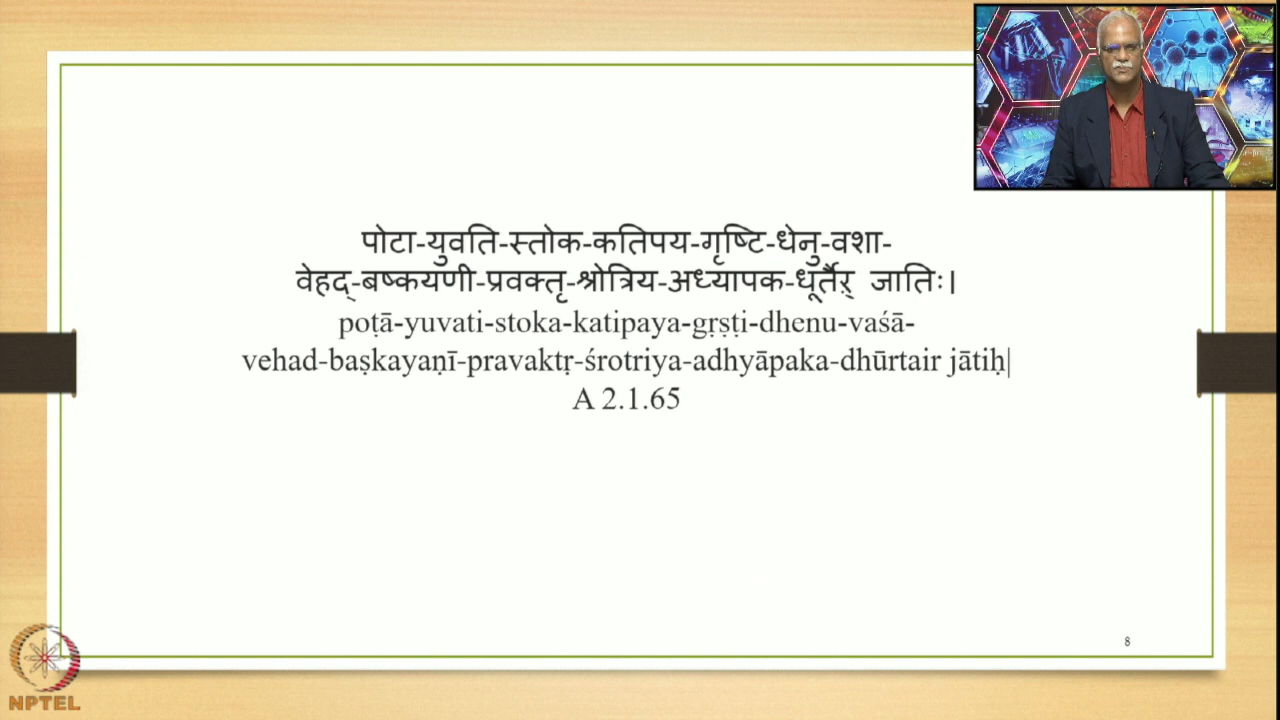 पोटा-युवति-स्तोक-कतिपय-गृष्टि-धेनु-वशा-
वेहद्-बष्कयणी-प्रवक्तृ-श्रोत्रिय-अध्यापक-धूर्तैर् जातिः।
poṭā-yuvati-stoka-katipaya-gṛṣṭi-dhenu-vaśā-
vehad-baṣkayaṇī-pravaktṛ-śrotriya-adhyāpaka-dhūrtair jātiḥ|
A 2.1.65
8
NPTEL